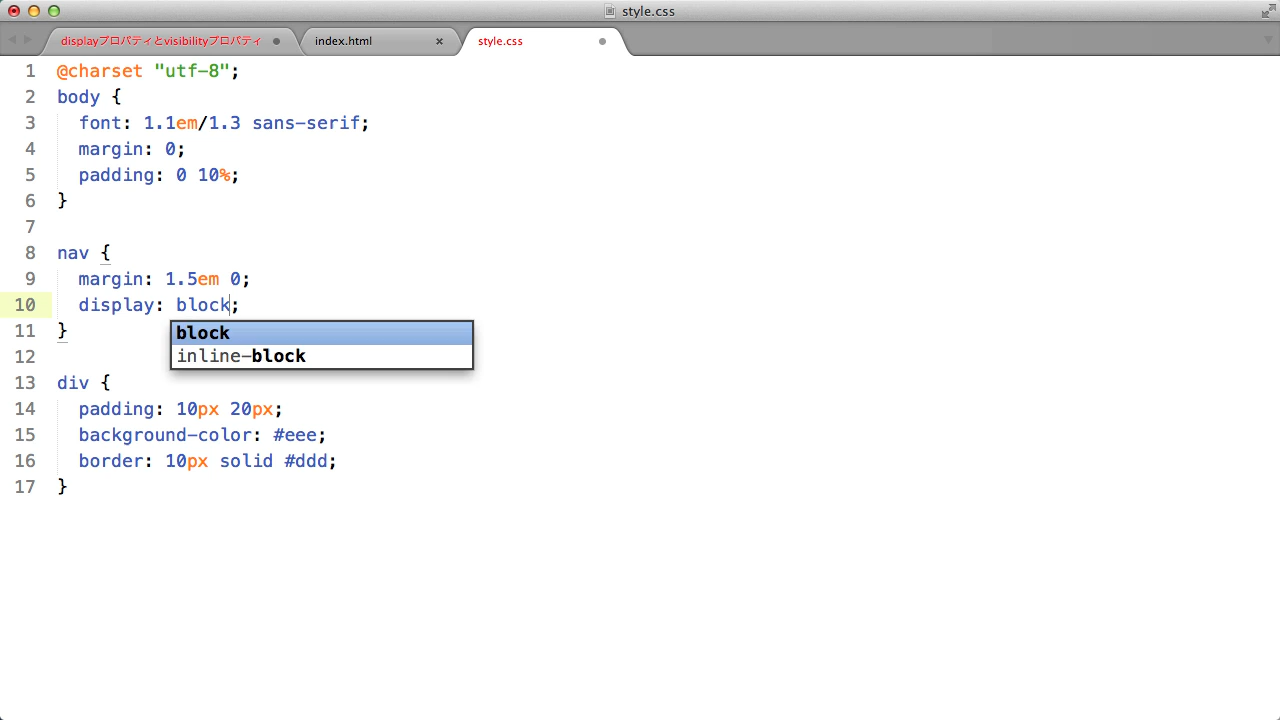 style.css
displayプロパティとvisibilityプロパティ
index.html
style.css
1 @charset "utf-8";
2 body {
3 font: 1.1em/1.3 sans-serif;
4 margin: 0;
5 padding: 0 10%;
6 }
7
8 nav {
9 margin: 1.5em 0;
10 display: block;
11 }
block
inline-block
12
13 div {
14 padding: 10px 20px;
15 background-color: #eee;
16 border: 10px solid #ddd;
17 }